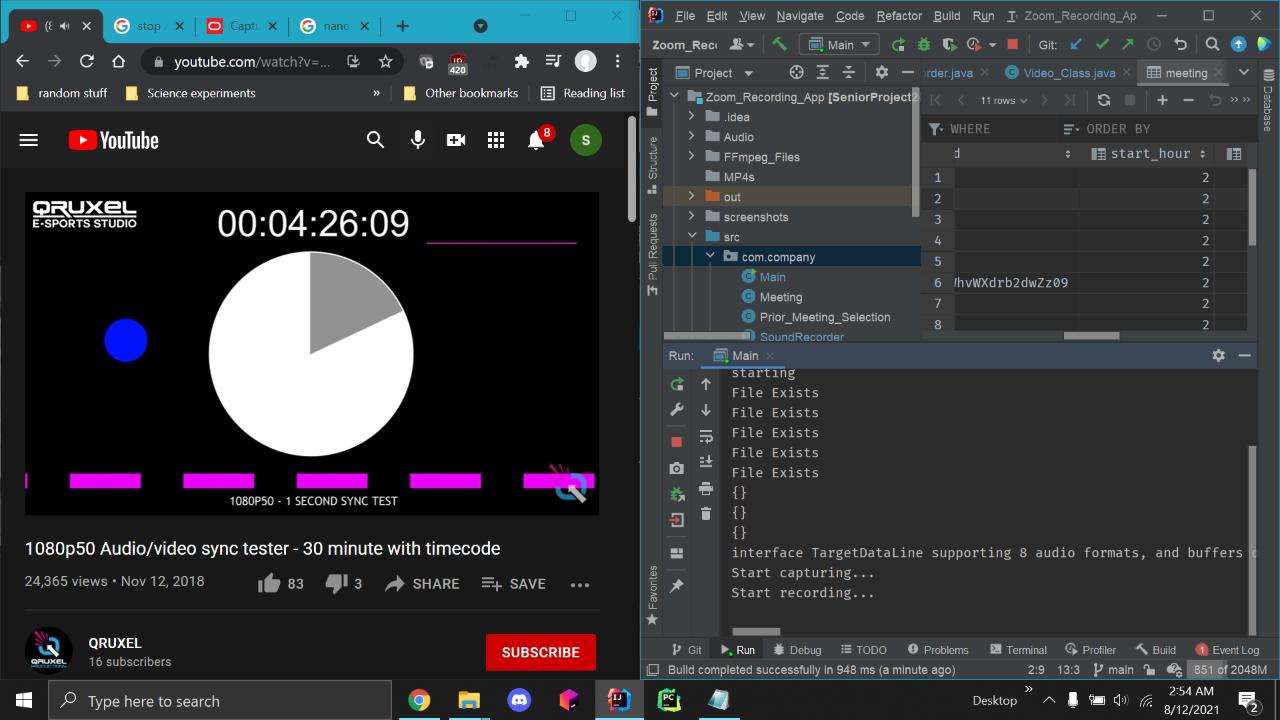 stop
Captu
nano
youtube.com/watch?v=...
420
random stuff
Science experiments
»
Other bookmarks
Reading list
YouTube
8
S
QRUXEL
E-SPORTS STUDIO
00:04:26:09
1080P50 - 1 SECOND SYNC TEST
1080p50 Audio/video sync tester - 30 minute with timecode
24,365 views • Nov 12, 2018
83
3
SHARE
SAVE
QRUXEL
16 subscribers
SUBSCRIBE
File Edit View Navigate Code Refactor Build Run Zoom_Recording_Ap
Zoom_Rec
Main
Git:
Project
Structure
Pull Requests
Favorites
Project
Zoom_Recording_App [SeniorProject2
.idea
Audio
FFmpeg_Files
MP4s
out
screenshots
src
com.company
Main
Meeting
Prior_Meeting_Selection
SoundRecorder
rder.java
Video_Class.java
meeting
11 rows
WHERE
ORDER BY
d
start_hour
1 2
2 2
3 2
4 2
5 2
6 WhvWXdrb2dwZz09 2
7 2
8 2
Database
Run:
Main
starting
File Exists
File Exists
File Exists
File Exists
File Exists
{}
{}
{}
interface TargetDataLine supporting 8 audio formats, and buffers o
Start capturing...
Start recording...
Git Run Debug TODO Problems Terminal Profiler Build 1 Event Log
Build completed successfully in 948 ms (a minute ago)
2:9 13:3 main 851 of 2048M
Type here to search
PC
Desktop
»
2:54 AM
8/12/2021
2